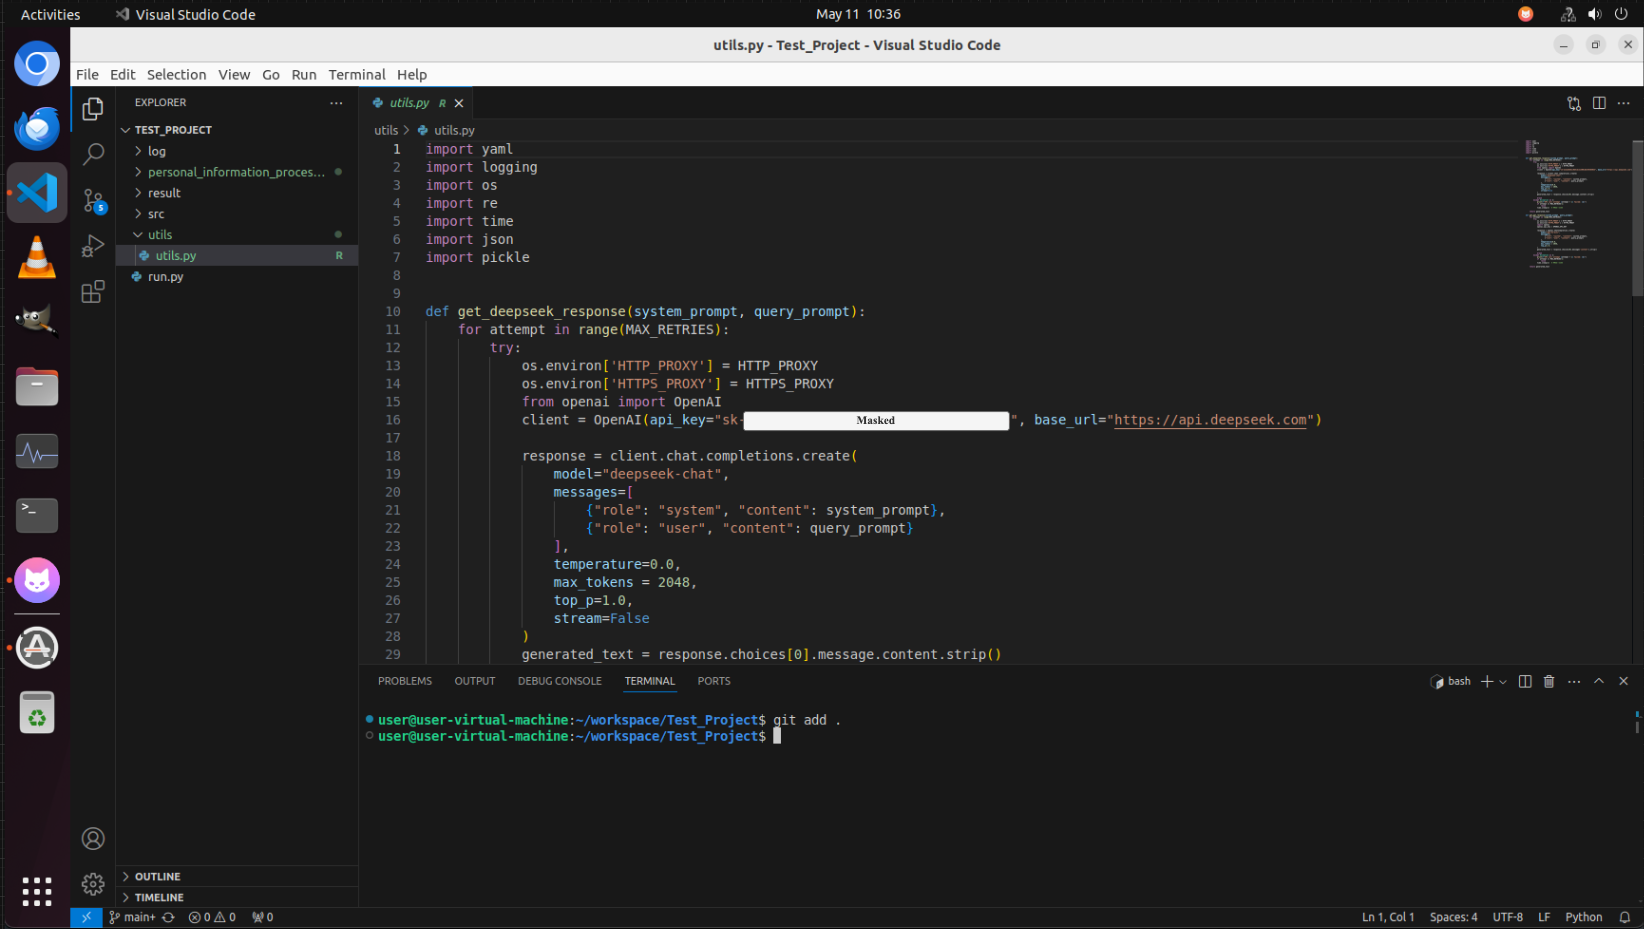 Activities
Visual Studio Code
May 11 10:36
utils.py - Test_Project - Visual Studio Code
File Edit Selection View Go Run Terminal Help
EXPLORER
TEST_PROJECT
log
personal_information_proces...
result
src
utils
utils.py R
run.py
OUTLINE
TIMELINE
5
utils.py R
utils > utils.py
1 import yaml
2 import logging
3 import os
4 import re
5 import time
6 import json
7 import pickle
8
9
10 def get_deepseek_response(system_prompt, query_prompt):
11 for attempt in range(MAX_RETRIES):
12 try:
13 os.environ['HTTP_PROXY'] = HTTP_PROXY
14 os.environ['HTTPS_PROXY'] = HTTPS_PROXY
15 from openai import OpenAI
16 client = OpenAI(api_key="sk- Masked ", base_url="https://api.deepseek.com")
17
18 response = client.chat.completions.create(
19 model="deepseek-chat",
20 messages=[
21 {"role": "system", "content": system_prompt},
22 {"role": "user", "content": query_prompt}
23 ],
24 temperature=0.0,
25 max_tokens = 2048,
26 top_p=1.0,
27 stream=False
28 )
29 generated_text = response.choices[0].message.content.strip()
PROBLEMS OUTPUT DEBUG CONSOLE TERMINAL PORTS
bash
user@user-virtual-machine:~/workspace/Test_Project$ git add .
user@user-virtual-machine:~/workspace/Test_Project$
main+ 0 0 0
Ln 1, Col 1 Spaces: 4 UTF-8 LF Python